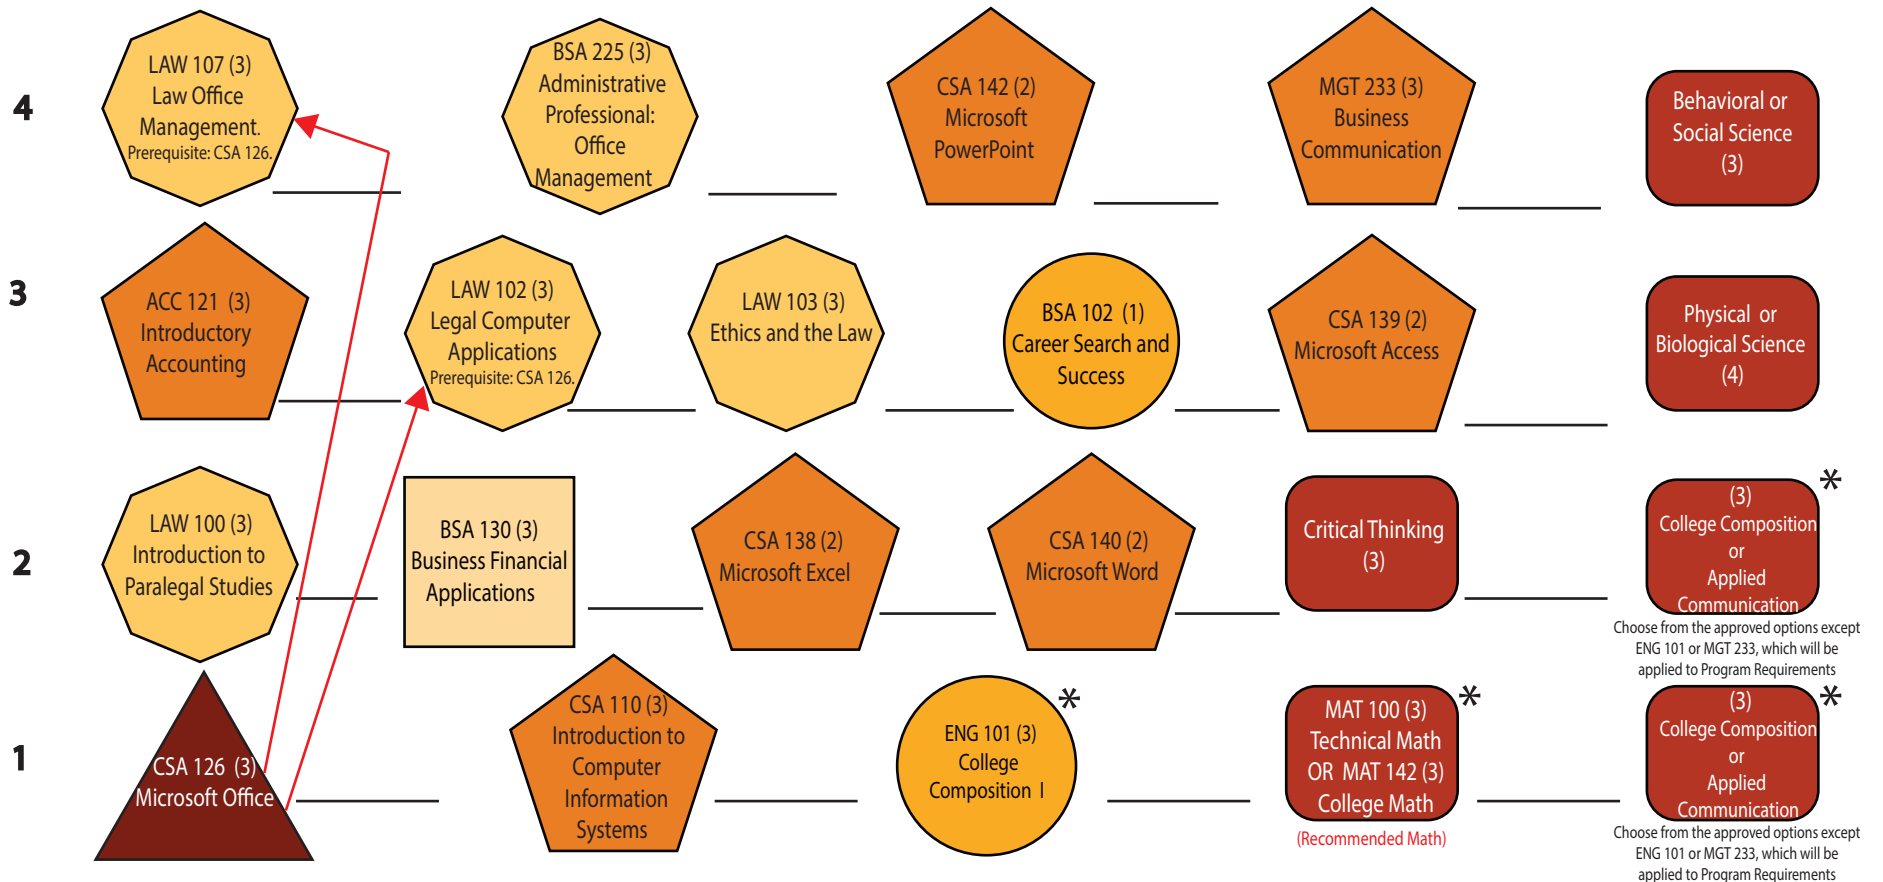 4
LAW 107 (3)
Law Office
Management.
Prerequisite: CSA 126.
BSA 225 (3)
Administrative
Professional:
Office
Management
CSA 142 (2)
Microsoft
PowerPoint
MGT 233 (3)
Business
Communication
Behavioral or
Social Science
(3)
3
ACC 121 (3)
Introductory
Accounting
LAW 102 (3)
Legal Computer
Applications
Prerequisite: CSA 126.
LAW 103 (3)
Ethics and the Law
BSA 102 (1)
Career Search and
Success
CSA 139 (2)
Microsoft Access
Physical or
Biological Science
(4)
2
LAW 100 (3)
Introduction to
Paralegal Studies
BSA 130 (3)
Business Financial
Applications
CSA 138 (2)
Microsoft Excel
CSA 140 (2)
Microsoft Word
Critical Thinking
(3)
*
(3)
College Composition
or
Applied
Communication
Choose from the approved options except
ENG 101 or MGT 233, which will be
applied to Program Requirements
1
CSA 126 (3)
Microsoft Office
CSA 110 (3)
Introduction to
Computer
Information
Systems
*
ENG 101 (3)
College
Composition I
*
MAT 100 (3)
Technical Math
OR MAT 142 (3)
College Math
(Recommended Math)
*
(3)
College Composition
or
Applied
Communication
Choose from the approved options except
ENG 101 or MGT 233, which will be
applied to Program Requirements